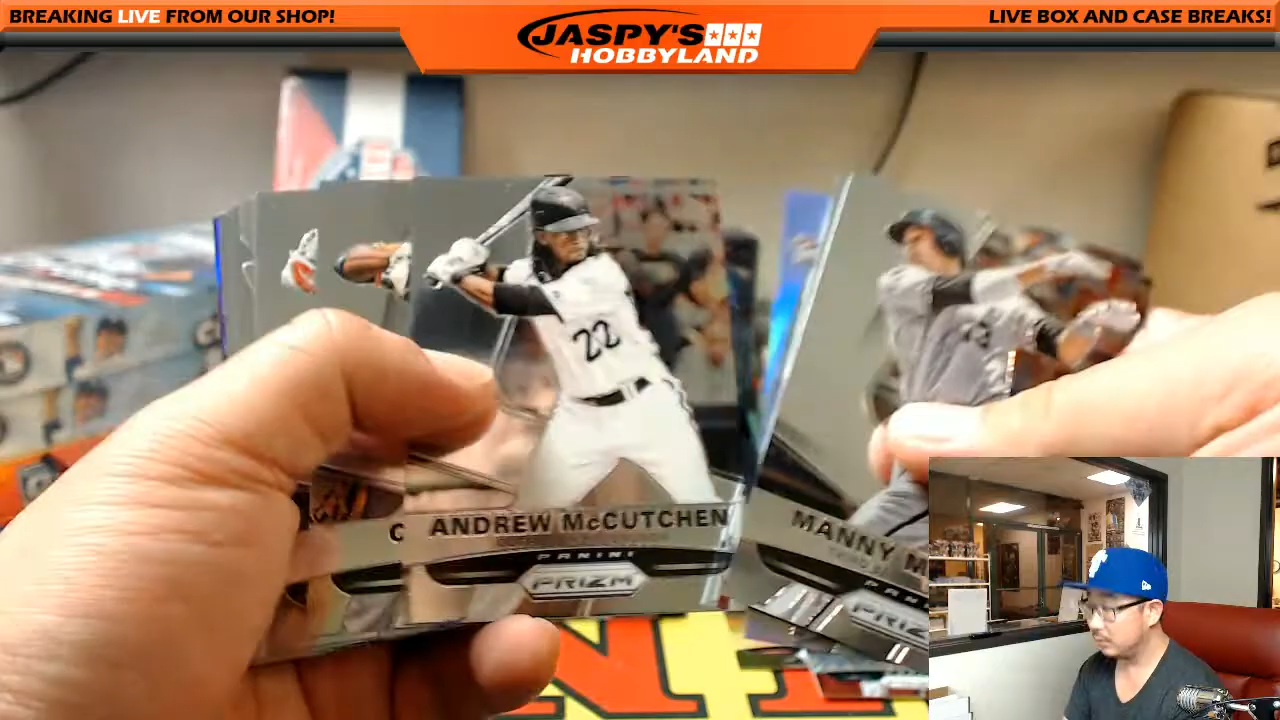 BREAKING LIVE FROM OUR SHOP!
JASPY'S
HOBBYLAND
LIVE BOX AND CASE BREAKS!
22
C
ANDREW McCUTCHEN
PANINI
PRIZM
MANNY M